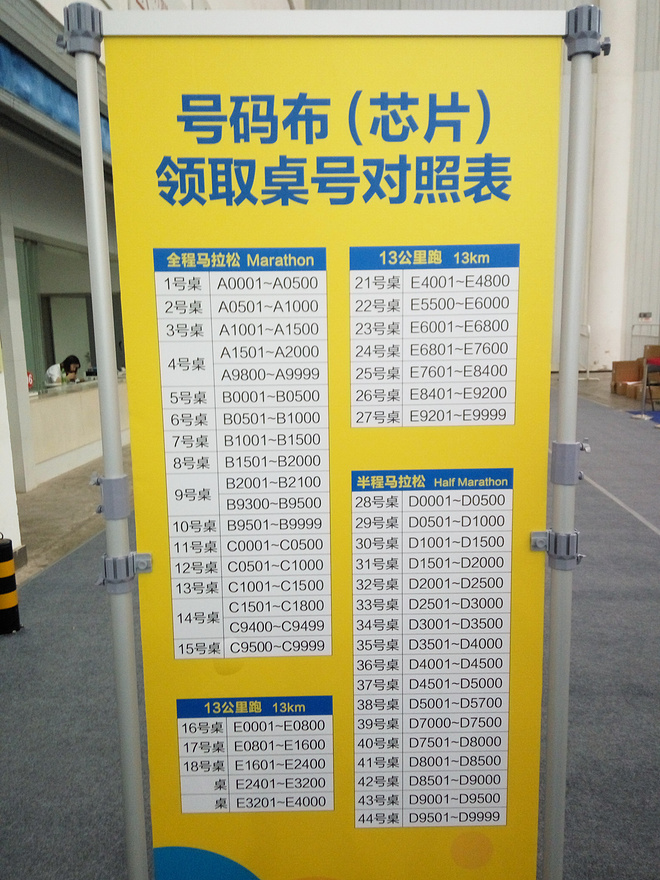 号码布（芯片）
领取桌号对照表
全程马拉松 Marathon
1号桌 A0001~A0500
2号桌 A0501~A1000
3号桌 A1001~A1500
4号桌 A1501~A2000
A9800~A9999
5号桌 B0001~B0500
6号桌 B0501~B1000
7号桌 B1001~B1500
8号桌 B1501~B2000
9号桌 B2001~B2100
B9300~B9500
10号桌 B9501~B9999
11号桌 C0001~C0500
12号桌 C0501~C1000
13号桌 C1001~C1500
14号桌 C1501~C1800
C9400~C9499
15号桌 C9500~C9999
13公里跑 13km
16号桌 E0001~E0800
17号桌 E0801~E1600
18号桌 E1601~E2400
桌 E2401~E3200
桌 E3201~E4000
13公里跑 13km
21号桌 E4001~E4800
22号桌 E5500~E6000
23号桌 E6001~E6800
24号桌 E6801~E7600
25号桌 E7601~E8400
26号桌 E8401~E9200
27号桌 E9201~E9999
半程马拉松 Half Marathon
28号桌 D0001~D0500
29号桌 D0501~D1000
30号桌 D1001~D1500
31号桌 D1501~D2000
32号桌 D2001~D2500
33号桌 D2501~D3000
34号桌 D3001~D3500
35号桌 D3501~D4000
36号桌 D4001~D4500
37号桌 D4501~D5000
38号桌 D5001~D5700
39号桌 D7000~D7500
40号桌 D7501~D8000
41号桌 D8001~D8500
42号桌 D8501~D9000
43号桌 D9001~D9500
44号桌 D9501~D9999